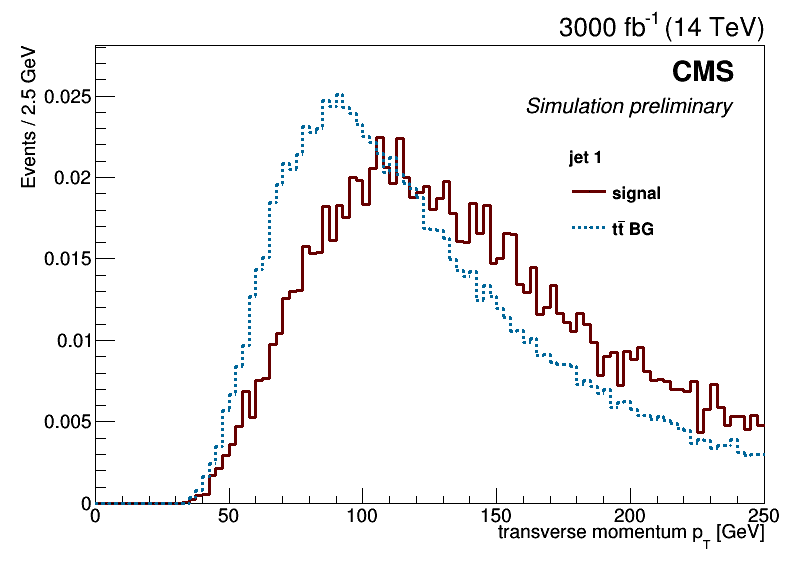 3000 fb-1 (14 TeV)
Events / 2.5 GeV
CMS
Simulation preliminary
jet 1
signal
tt̄ BG
0.025
0.02
0.015
0.01
0.005
0
0 50 100 150 200 250
transverse momentum pT [GeV]